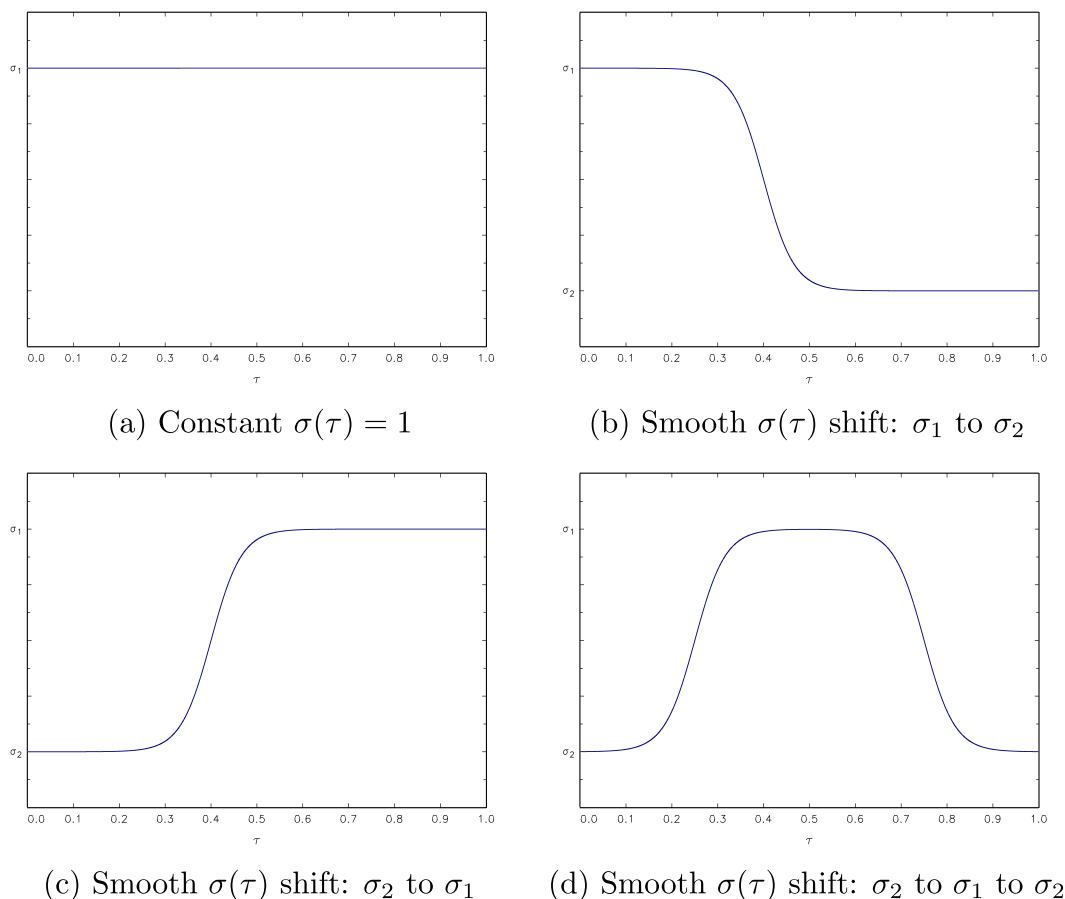 σ₁
0.0 0.1 0.2 0.3 0.4 0.5 0.6 0.7 0.8 0.9 1.0
τ
(a) Constant σ(τ) = 1
σ₁
σ₂
0.0 0.1 0.2 0.3 0.4 0.5 0.6 0.7 0.8 0.9 1.0
τ
(b) Smooth σ(τ) shift: σ₁ to σ₂
σ₁
σ₂
0.0 0.1 0.2 0.3 0.4 0.5 0.6 0.7 0.8 0.9 1.0
τ
(c) Smooth σ(τ) shift: σ₂ to σ₁
σ₁
σ₂
0.0 0.1 0.2 0.3 0.4 0.5 0.6 0.7 0.8 0.9 1.0
τ
(d) Smooth σ(τ) shift: σ₂ to σ₁ to σ₂